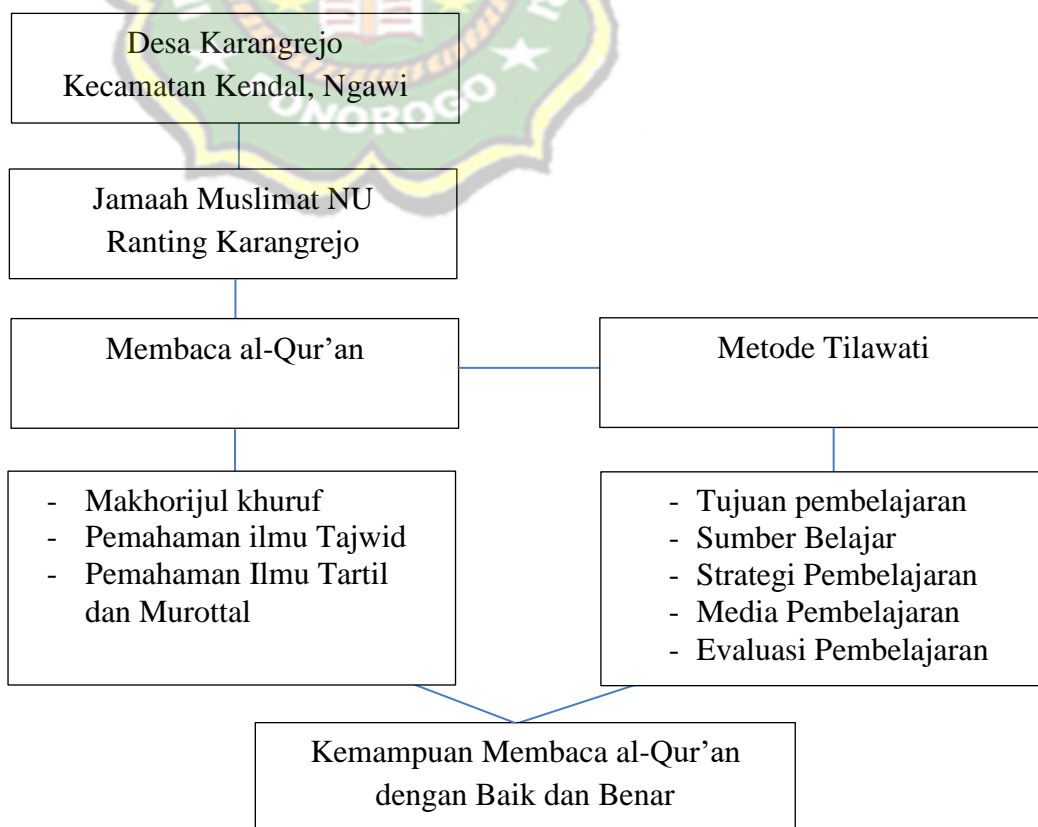 Desa Karangrejo
Kecamatan Kendal, Ngawi
ONOROGO
Jamaah Muslimat NU
Ranting Karangrejo
Membaca al-Qur’an
Metode Tilawati
- Makhorijul khuruf
- Pemahaman ilmu Tajwid
- Pemahaman Ilmu Tartil
dan Murottal
- Tujuan pembelajaran
- Sumber Belajar
- Strategi Pembelajaran
- Media Pembelajaran
- Evaluasi Pembelajaran
Kemampuan Membaca al-Qur’an
dengan Baik dan Benar